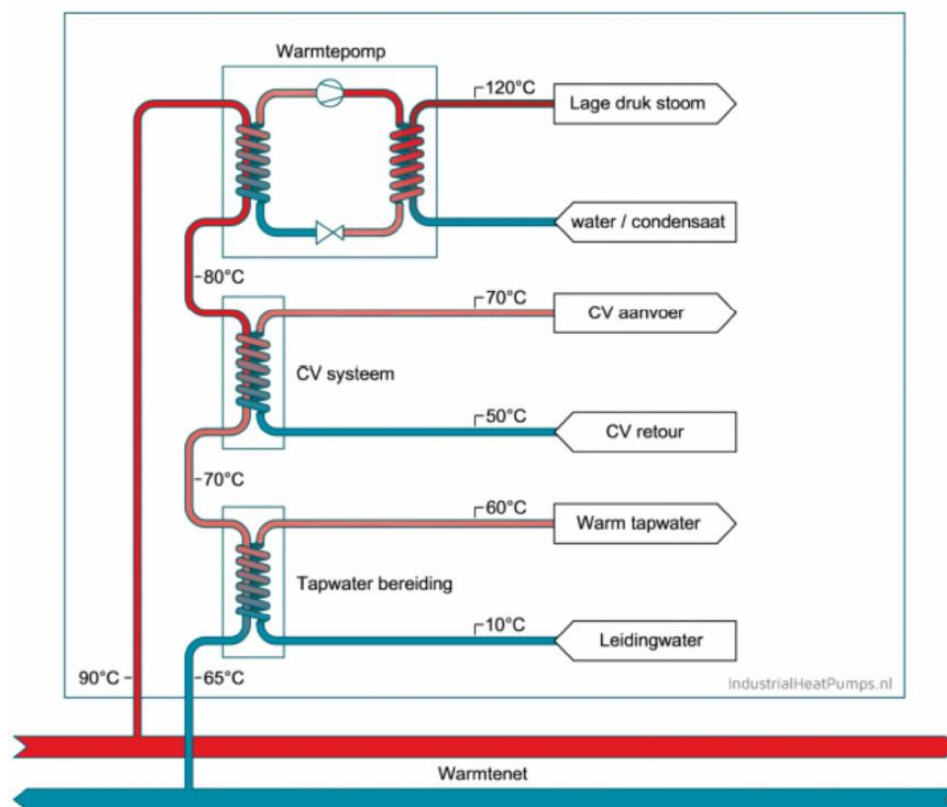 Warmtepomp
120°C
Lage druk stoom
water / condensaat
80°C
70°C
CV aanvoer
CV systeem
50°C
CV retour
70°C
60°C
Warm tapwater
Tapwater bereiding
10°C
Leidingwater
90°C
65°C
IndustrialHeatPumps.nl
Warmtenet